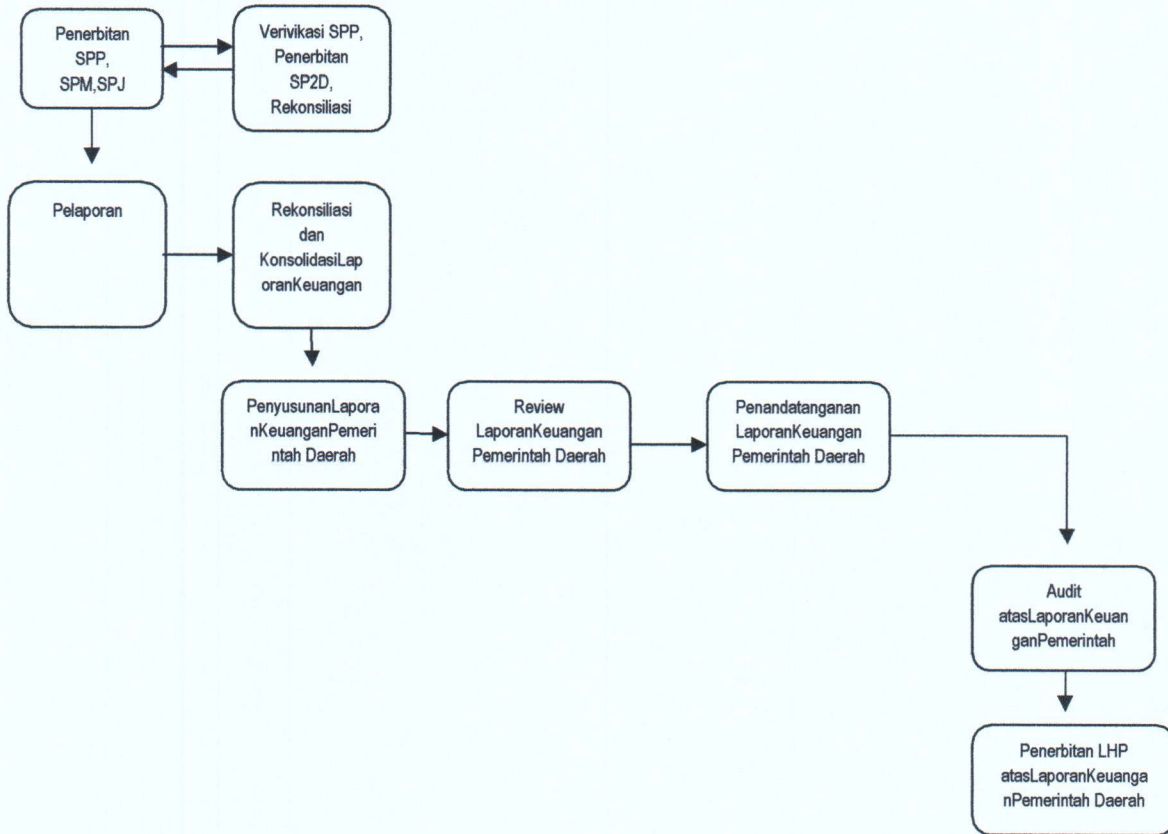 Penerbitan
SPP,
SPM,SPJ
Verivikasi SPP,
Penerbitan
SP2D,
Rekonsiliasi
Pelaporan
Rekonsiliasi
dan
KonsolidasiLap
oranKeuangan
PenyusunanLapora
nKeuanganPemeri
ntah Daerah
Review
LaporanKeuangan
Pemerintah Daerah
Penandatanganan
LaporanKeuangan
Pemerintah Daerah
Audit
atasLaporanKeuan
ganPemerintah
Penerbitan LHP
atasLaporanKeuanga
nPemerintah Daerah